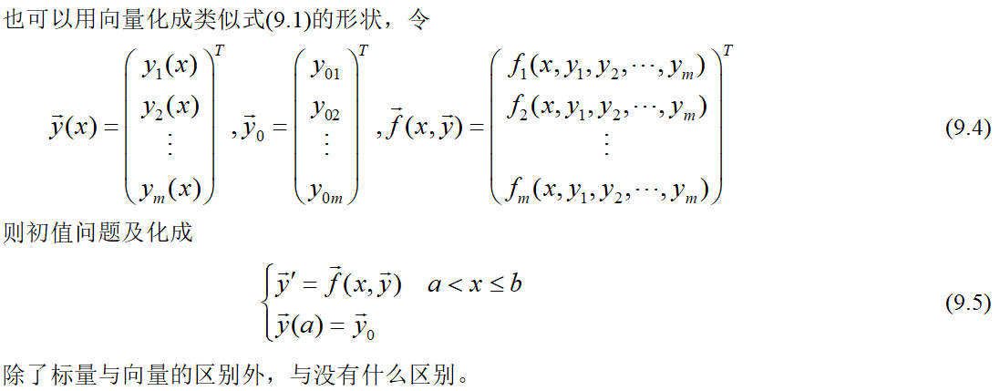 也可以用向量化成类似式(9.1)的形状，令
$\vec{y}(x)=\begin{pmatrix} y_1(x) \\ y_2(x) \\ \vdots \\ y_m(x) \end{pmatrix}^T, \vec{y}_0=\begin{pmatrix} y_{01} \\ y_{02} \\ \vdots \\ y_{0m} \end{pmatrix}^T, \vec{f}(x,\vec{y})=\begin{pmatrix} f_1(x,y_1,y_2,\cdots,y_m) \\ f_2(x,y_1,y_2,\cdots,y_m) \\ \vdots \\ f_m(x,y_1,y_2,\cdots,y_m) \end{pmatrix}^T$ (9.4)
则初值问题及化成
$\begin{cases} \vec{y}'=\vec{f}(x,\vec{y}) \quad a<x\leq b \\ \vec{y}(a)=\vec{y}_0 \end{cases}$ (9.5)
除了标量与向量的区别外，与没有什么区别。